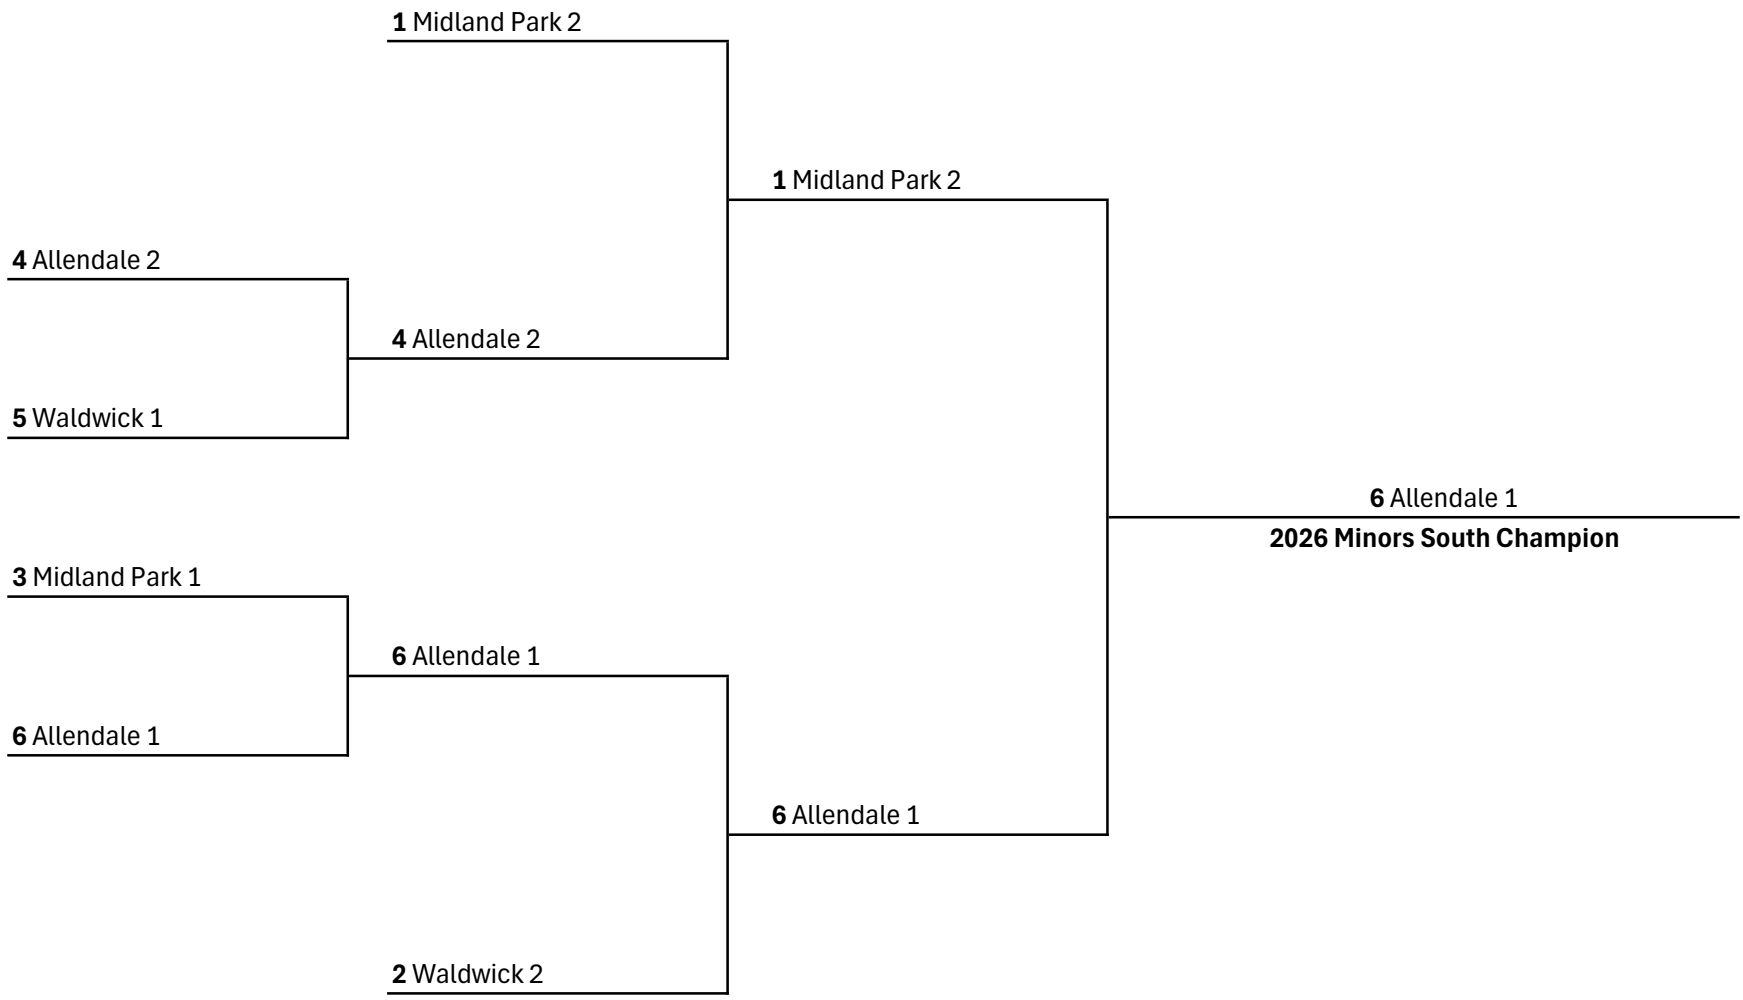 1 Midland Park 2
1 Midland Park 2
4 Allendale 2
4 Allendale 2
5 Waldwick 1
6 Allendale 1
2026 Minors South Champion
3 Midland Park 1
6 Allendale 1
6 Allendale 1
6 Allendale 1
2 Waldwick 2